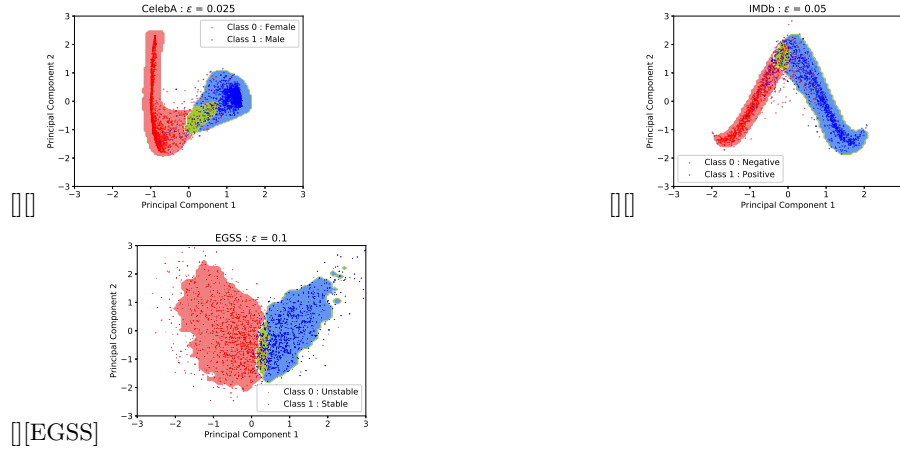 CelebA : ε = 0.025
Class 0 : Female
Class 1 : Male
Principal Component 2
3
2
1
0
−1
−2
−3
−3 −2 −1 0 1 2 3
Principal Component 1
[][]
IMDb : ε = 0.05
Class 0 : Negative
Class 1 : Positive
Principal Component 2
3
2
1
0
−1
−2
−3
−3 −2 −1 0 1 2
Principal Component 1
[][]
EGSS : ε = 0.1
Class 0 : Unstable
Class 1 : Stable
Principal Component 2
3
2
1
0
−1
−2
−3
−3 −2 −1 0 1 2 3
Principal Component 1
[][EGSS]